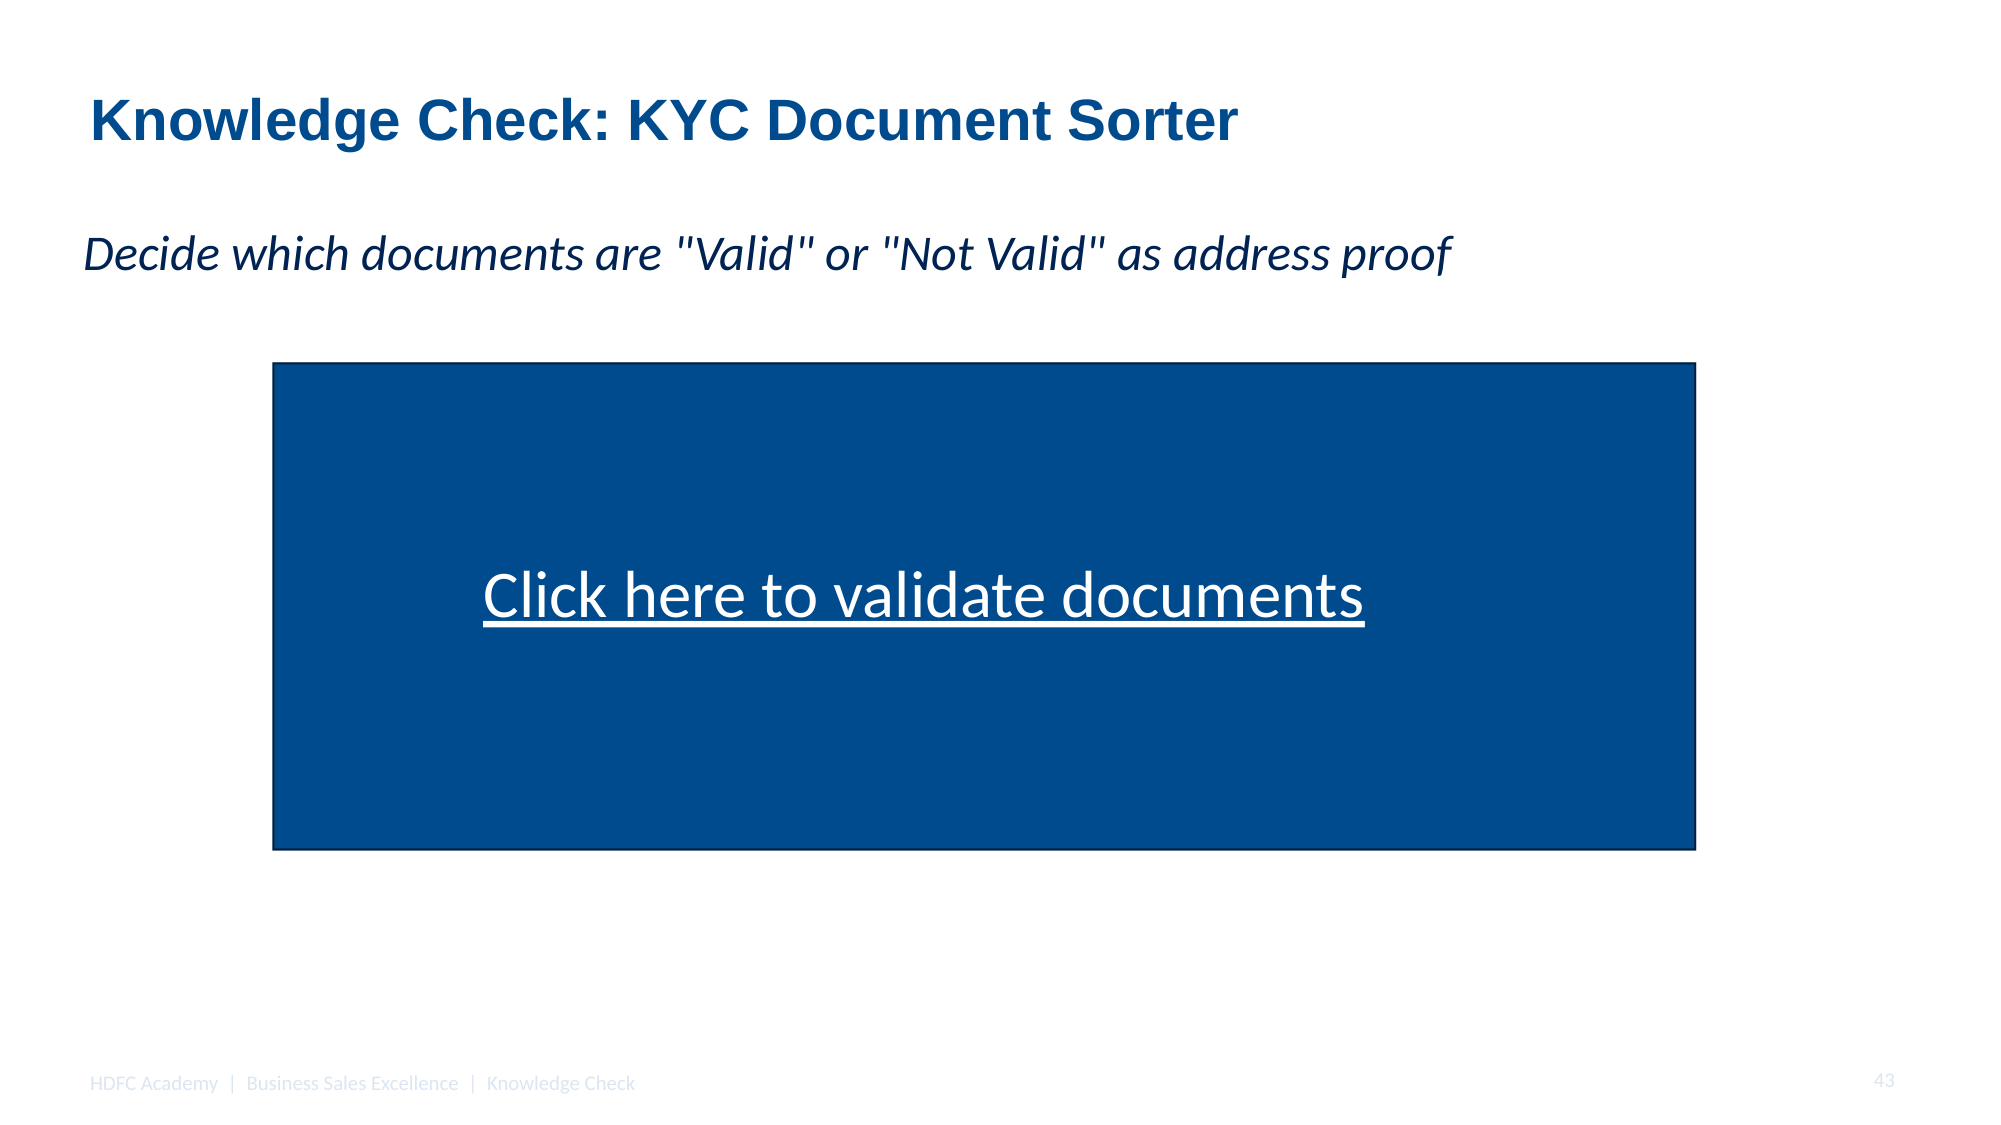 Knowledge Check: KYC Document Sorter
Decide which documents are "Valid" or "Not Valid" as address proof
Click here to validate documents
HDFC Academy | Business Sales Excellence | Knowledge Check
43